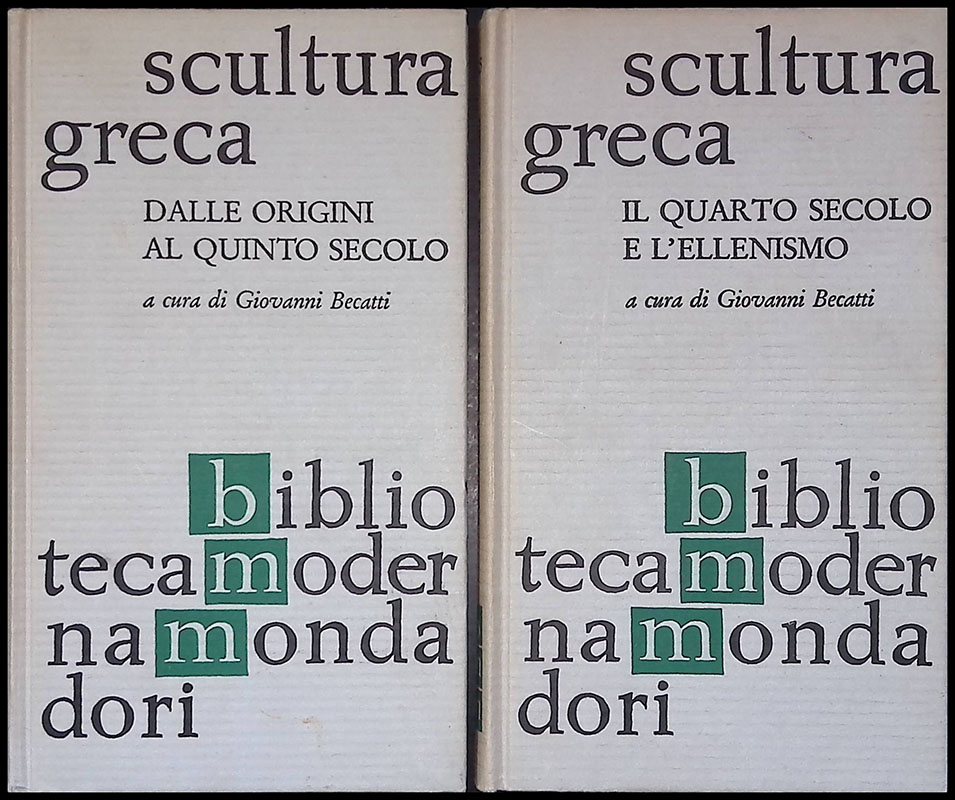 scultura
greca
DALLE ORIGINI
AL QUINTO SECOLO
a cura di Giovanni Becatti
biblio
tecamoder
namonda
dori
scultura
greca
IL QUARTO SECOLO
E L'ELLENISMO
a cura di Giovanni Becatti
biblio
tecamoder
namonda
dori